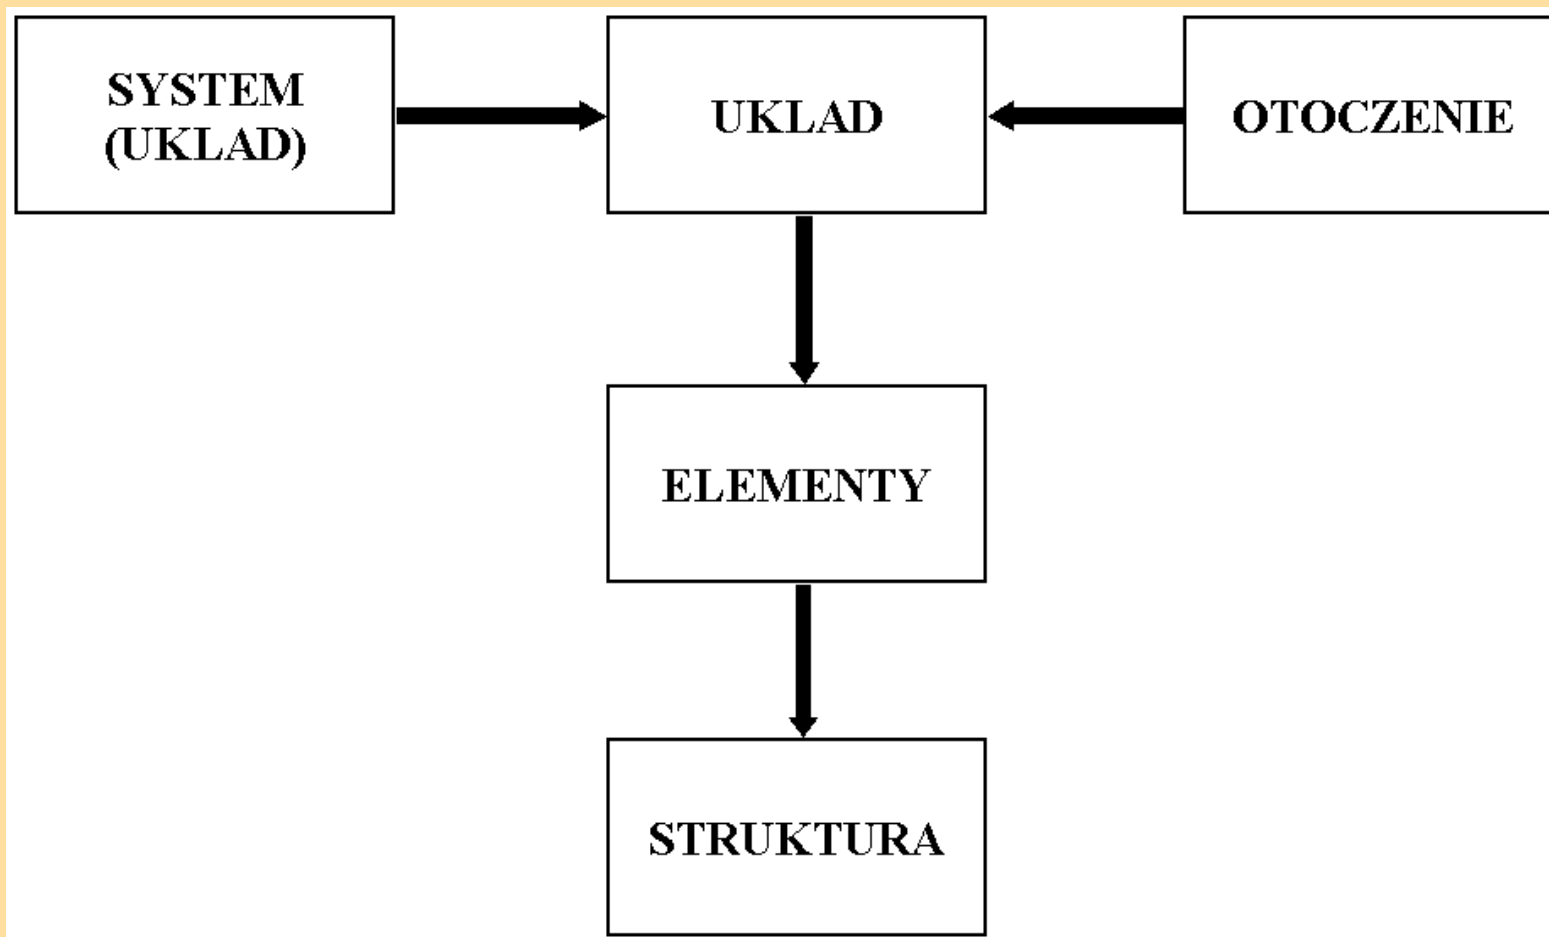 SYSTEM
(UKLAD)
UKLAD
OTOCZENIE
ELEMENTY
STRUKTURA